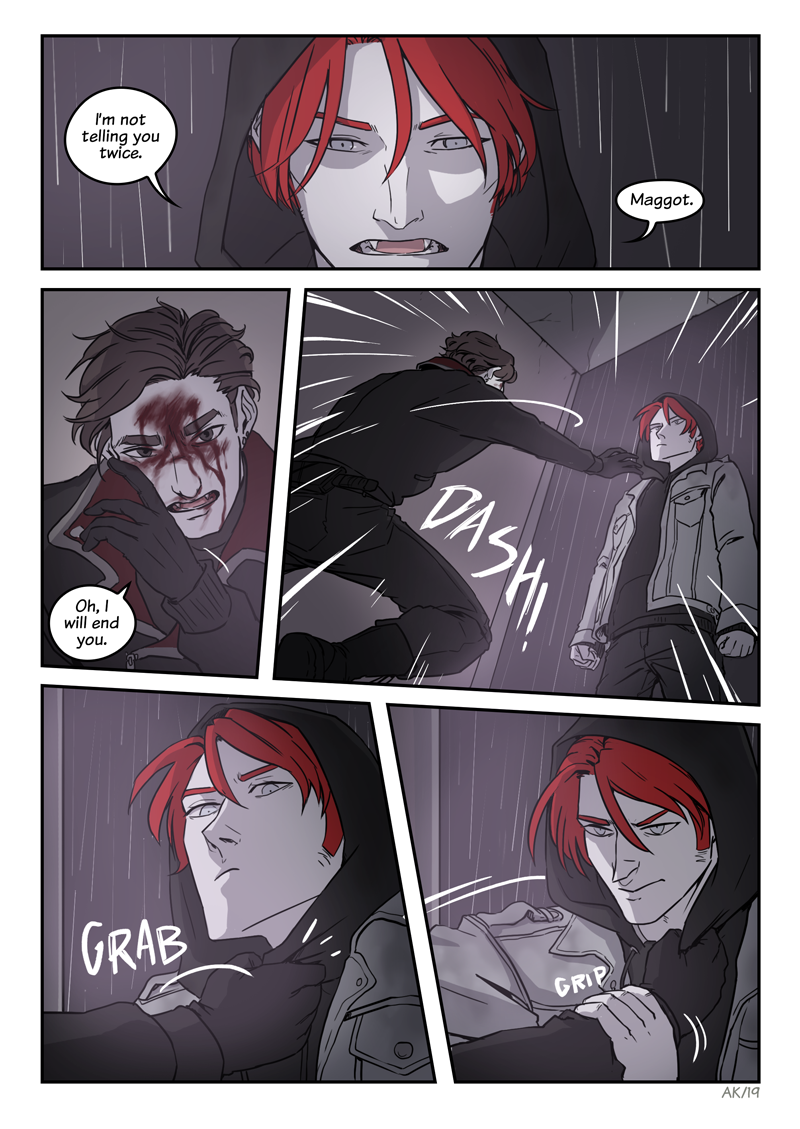 I'm not
telling you
twice.
Maggot.
Oh, I
will end
you.
DASH!
GRAB
GRIP
AK/19